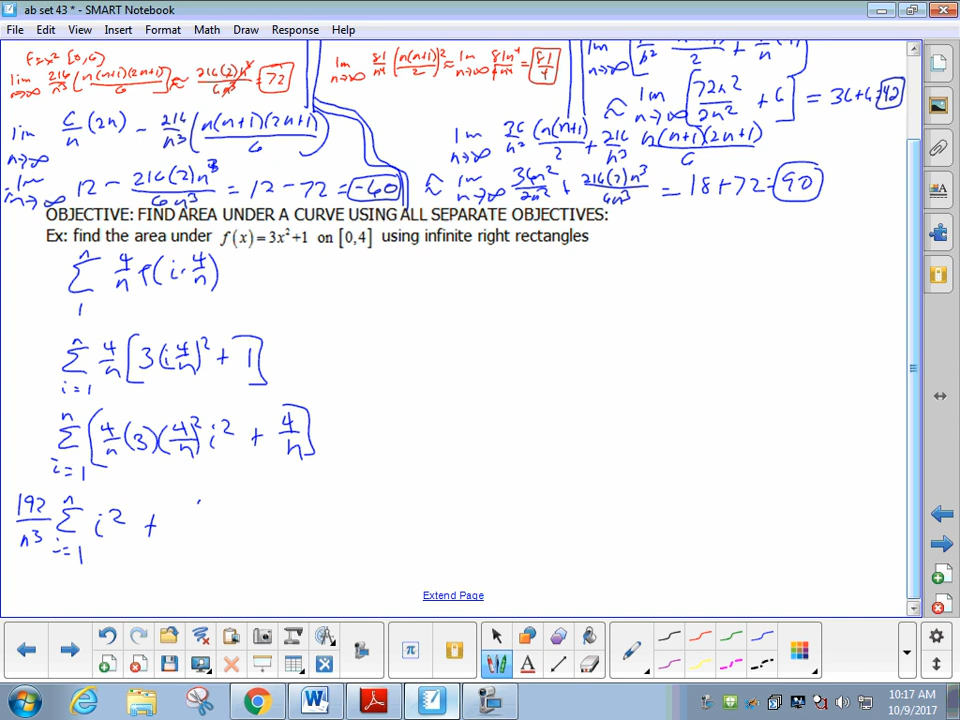 ab set 43 * - SMART Notebook
File Edit View Insert Format Tools Math Draw Response Help
f = x² [0,6]
lim n→∞ 216/n³ (n(n+1)(2n+1)/6) ≈ 216(2)n³/6n³ = 72
lim n→∞ 81/n⁴ (n(n+1)/2)² ≈ lim n→∞ 81n⁴/4n⁴ = 81/4
≈ lim n→∞ [72n²/2n² + 6] = 36+6=42
lim n→∞ 6/n (2n) − 216/n³ (n(n+1)(2n+1)/6)
lim n→∞ 36/n² (n(n+1)/2 + 216/n³ n(n+1)(2n+1)/6
= lim n→∞ 12 − 216(2)n³/6n³ = 12 − 72 = -60
≈ lim n→∞ 36n²/2n² + 216(2)n³/6n³ = 18+72=90
OBJECTIVE: FIND AREA UNDER A CURVE USING ALL SEPARATE OBJECTIVES:
Ex: find the area under f(x)=3x²+1 on [0,4] using infinite right rectangles
n Σ 1 4/n f(i·4/n)
n Σ i=1 4/n [3(i4/n)² + 1]
n Σ i=1 [4/n (3)(4/n)² i² + 4/n]
192/n³ n Σ i=1 i² +
Extend Page
10:17 AM
10/9/2017